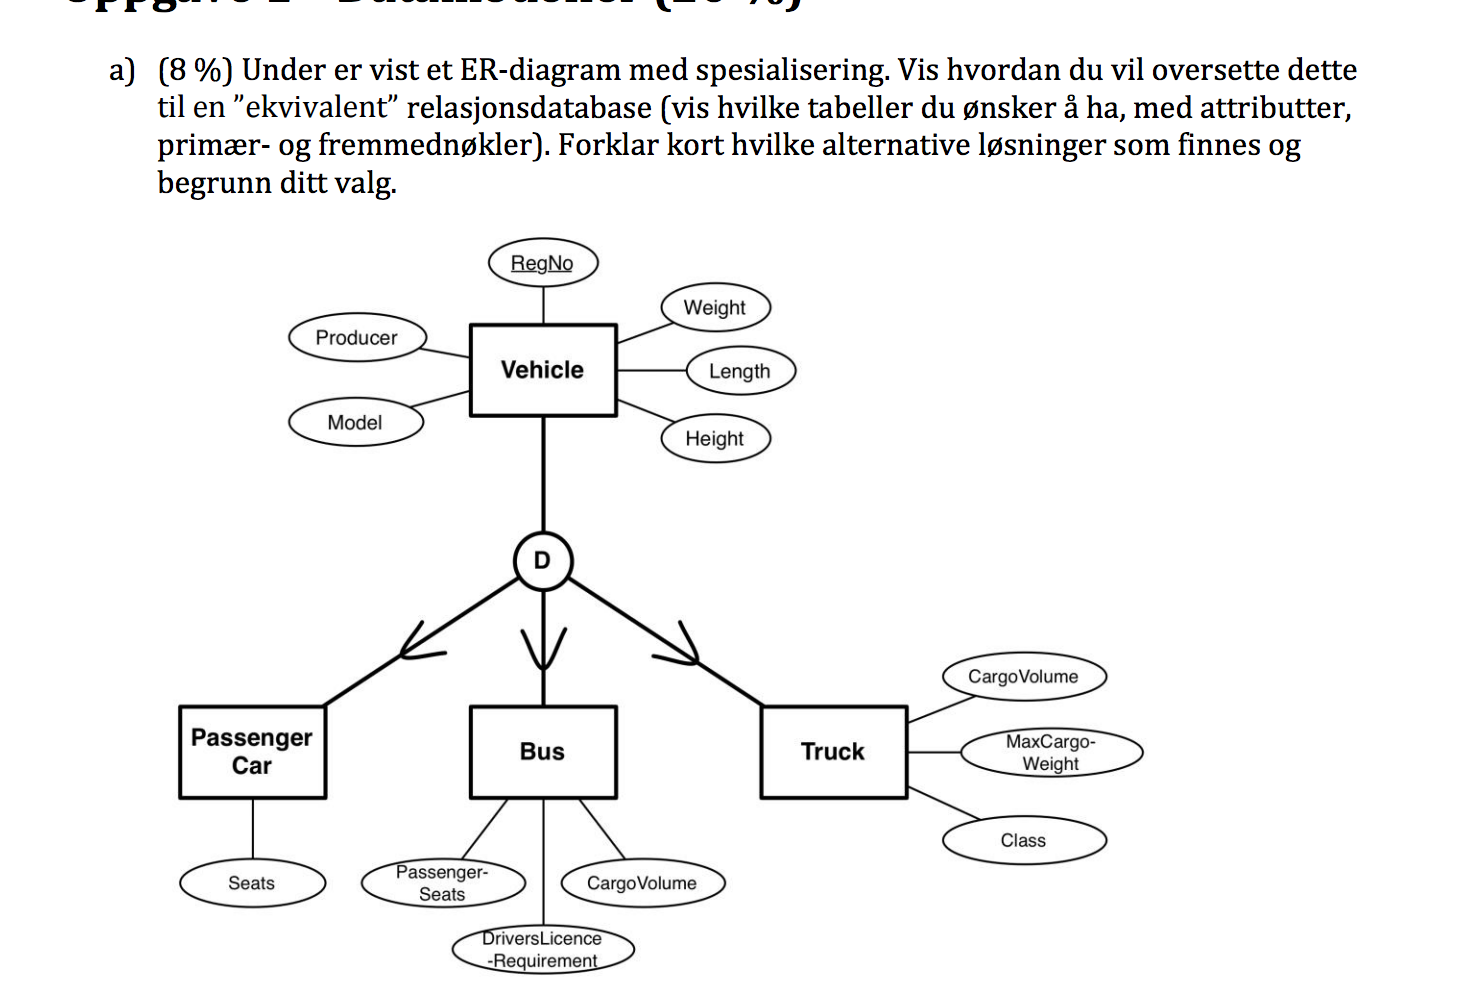 a) (8 %) Under er vist et ER-diagram med spesialisering. Vis hvordan du vil oversette dette
til en ”ekvivalent” relasjonsdatabase (vis hvilke tabeller du ønsker å ha, med attributter,
primær- og fremmednøkler). Forklar kort hvilke alternative løsninger som finnes og
begrunn ditt valg.
RegNo
Weight
Producer
Vehicle
Length
Model
Height
D
CargoVolume
Passenger
Car
Bus
Truck
MaxCargo-
Weight
Class
Seats
Passenger-
Seats
CargoVolume
DriversLicence
-Requirement